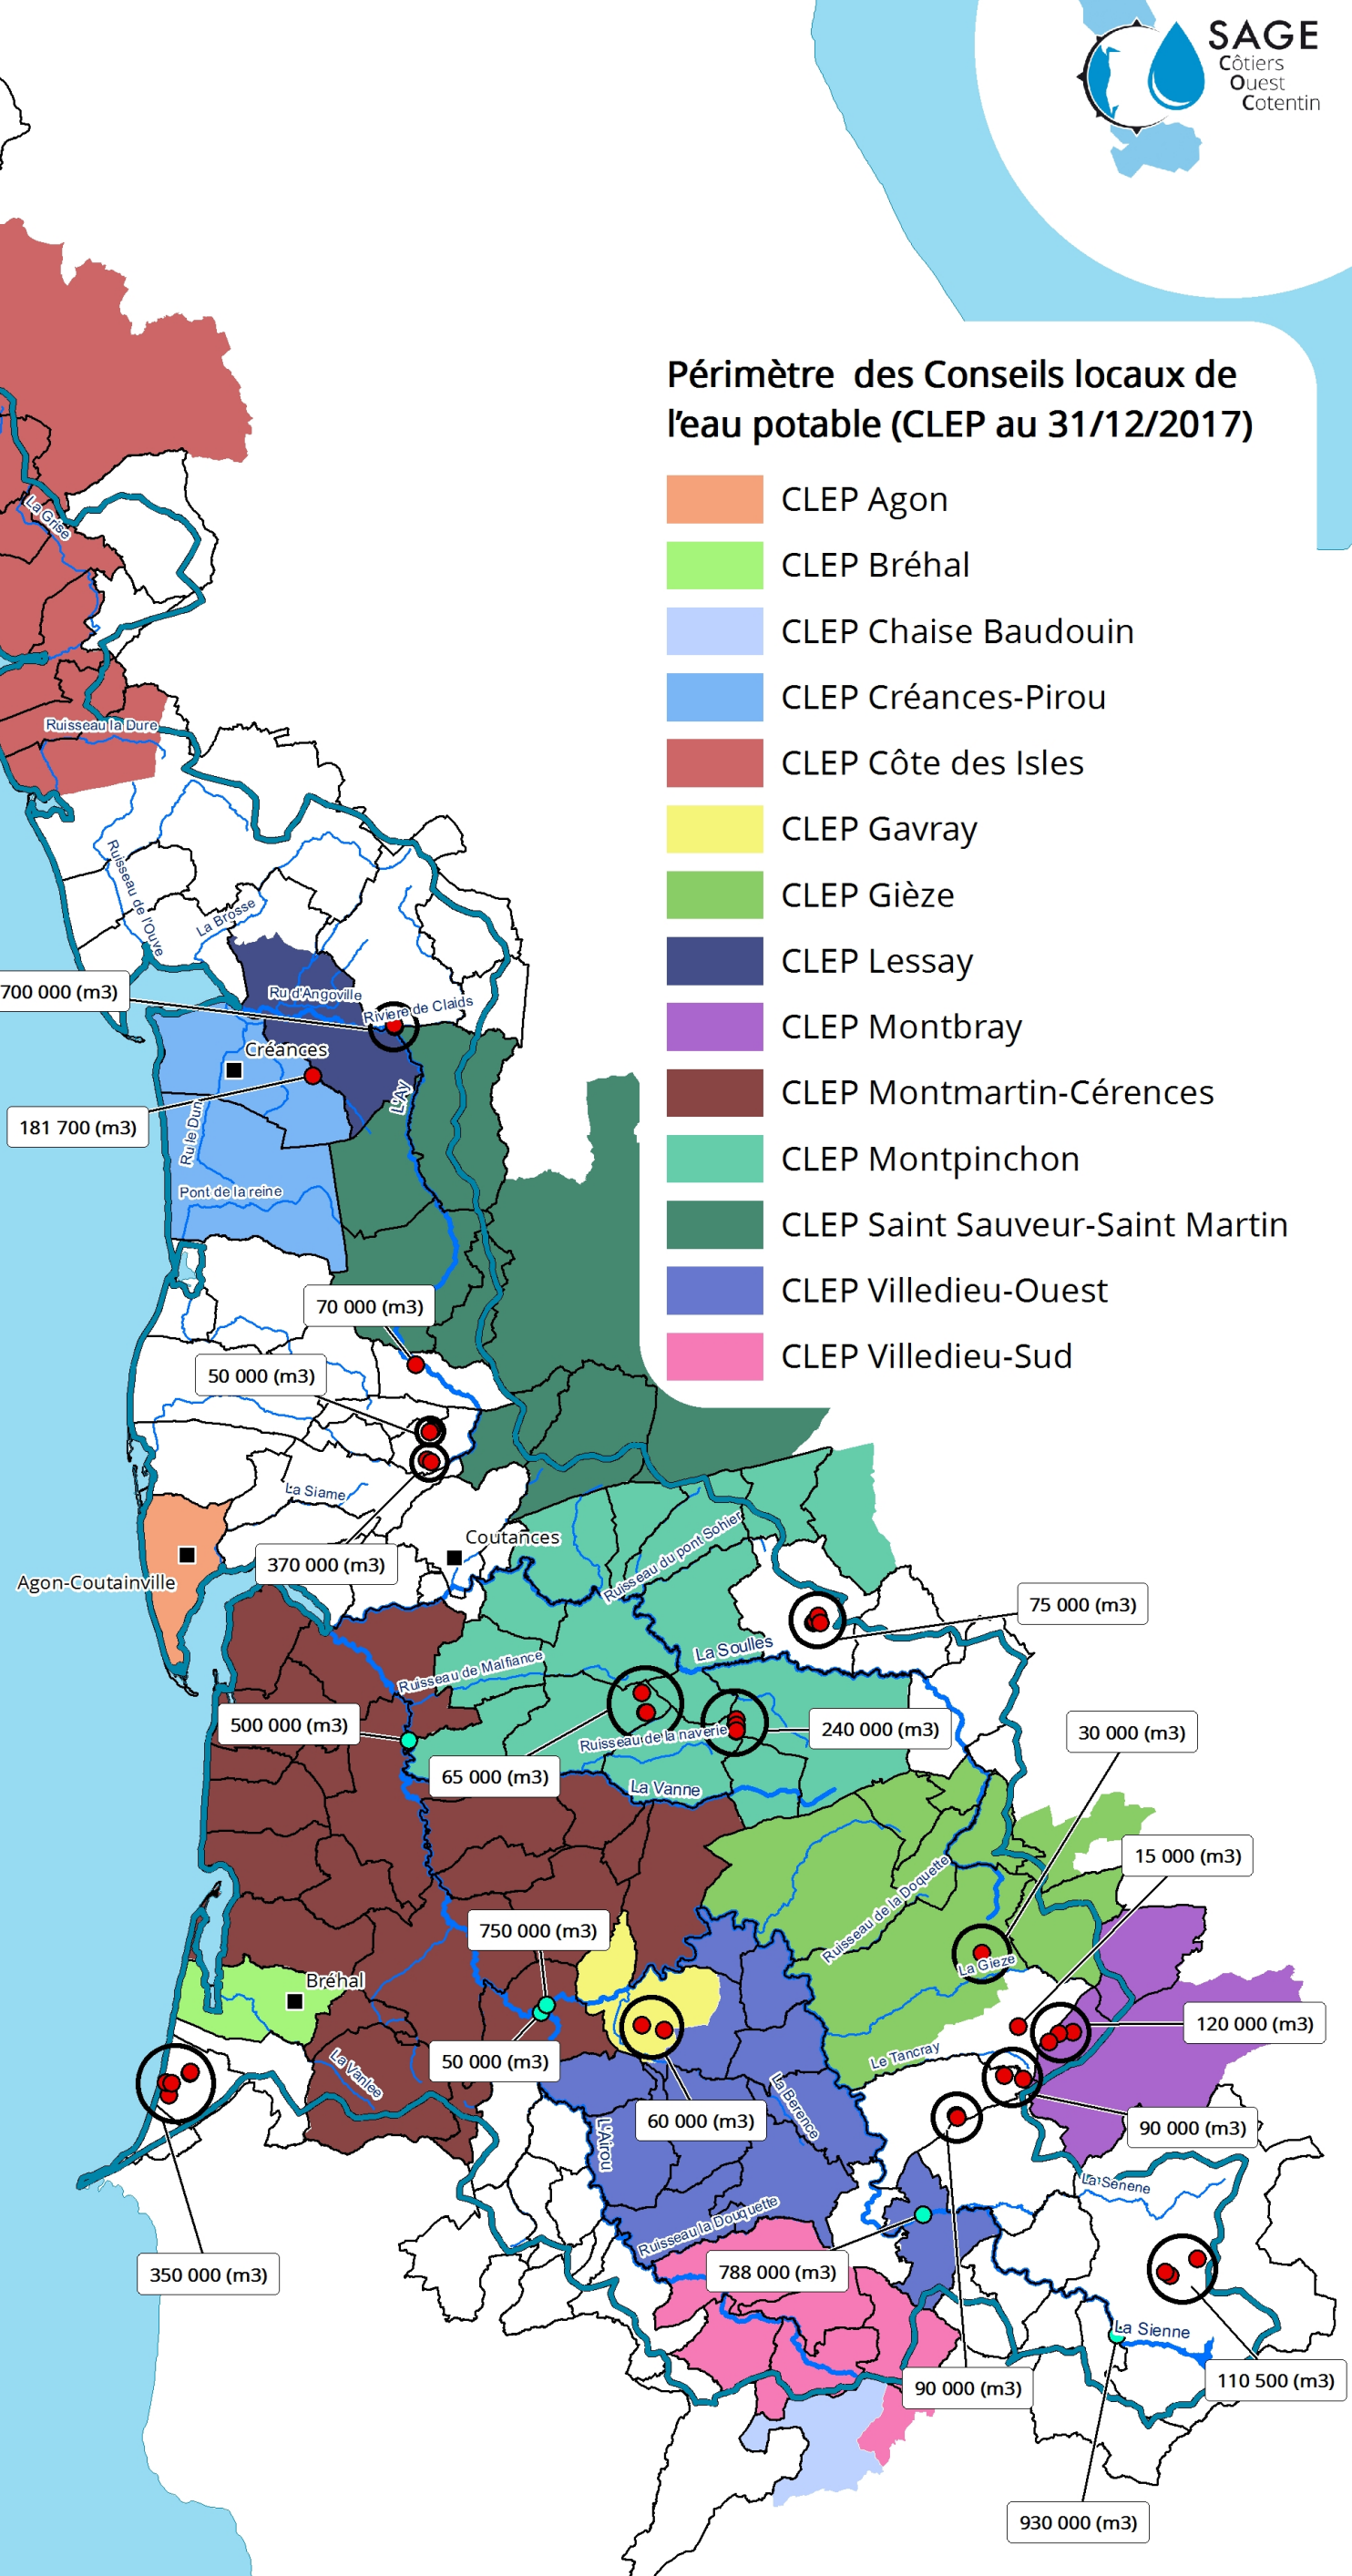 SAGE
Côtiers
Ouest
Cotentin
Périmètre des Conseils locaux de
l'eau potable (CLEP au 31/12/2017)
CLEP Agon
CLEP Bréhal
CLEP Chaise Baudouin
CLEP Créances-Pirou
CLEP Côte des Isles
CLEP Gavray
CLEP Gièze
CLEP Lessay
CLEP Montbray
CLEP Montmartin-Cérences
CLEP Montpinchon
CLEP Saint Sauveur-Saint Martin
CLEP Villedieu-Ouest
CLEP Villedieu-Sud
La Grise
Ruisseau la Dure
Ruisseau de l'Ouve
La Brosse
700 000 (m3)
Ru d'Angoville
Riviere de Claids
Créances
181 700 (m3)
L'Ay
Ru le Dun
Pont de la reine
70 000 (m3)
50 000 (m3)
La Siame
Coutances
370 000 (m3)
Agon-Coutainville
Ruisseau du pont Sohier
75 000 (m3)
La Soulles
Ruisseau de Malfiance
500 000 (m3)
240 000 (m3)
30 000 (m3)
Ruisseau de la naverie
65 000 (m3)
La Vanne
15 000 (m3)
Ruisseau de la Doquette
750 000 (m3)
La Gieze
Bréhal
120 000 (m3)
50 000 (m3)
Le Tancray
La Vanlee
60 000 (m3)
La Berence
90 000 (m3)
L'Airou
La Senene
Ruisseau la Douquette
788 000 (m3)
350 000 (m3)
La Sienne
110 500 (m3)
90 000 (m3)
930 000 (m3)